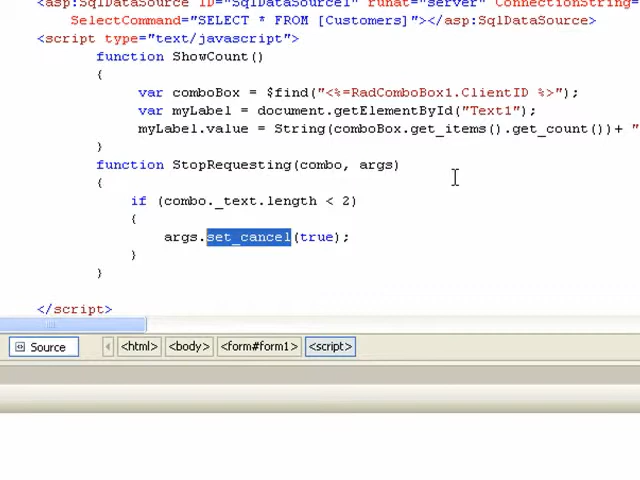 <asp:SqlDataSource ID="SqlDataSource1" runat="server" ConnectionString=
SelectCommand="SELECT * FROM [Customers]"></asp:SqlDataSource>
<script type="text/javascript">
function ShowCount()
{
var comboBox = $find("<%=RadComboBox1.ClientID %>");
var myLabel = document.getElementById("Text1");
myLabel.value = String(comboBox.get_items().get_count())+ "
}
function StopRequesting(combo, args)
{
if (combo._text.length < 2)
{
args.set_cancel(true);
}
}
</script>
Source
<html>
<body>
<form#form1>
<script>